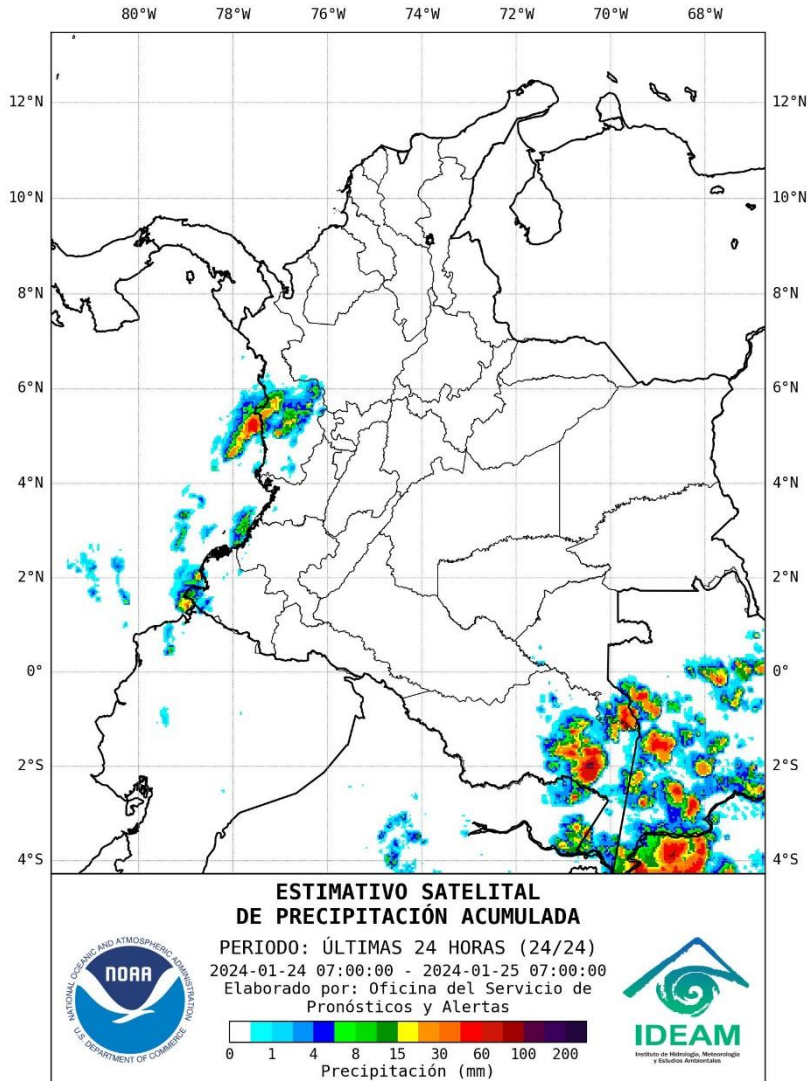 80°W 78°W 76°W 74°W 72°W 70°W 68°W
12°N 12°N
10°N 10°N
8°N 8°N
6°N 6°N
4°N 4°N
2°N 2°N
0° 0°
2°S 2°S
4°S 4°S
ESTIMATIVO SATELITAL
DE PRECIPITACIÓN ACUMULADA
PERIODO: ÚLTIMAS 24 HORAS (24/24)
2024-01-24 07:00:00 - 2024-01-25 07:00:00
Elaborado por: Oficina del Servicio de
Pronósticos y Alertas
0 1 4 8 15 30 60 100 200
Precipitación (mm)
NATIONAL OCEANIC AND ATMOSPHERIC ADMINISTRATION
NOAA
U.S. DEPARTMENT OF COMMERCE
IDEAM
Instituto de Hidrología, Meteorología
y Estudios Ambientales